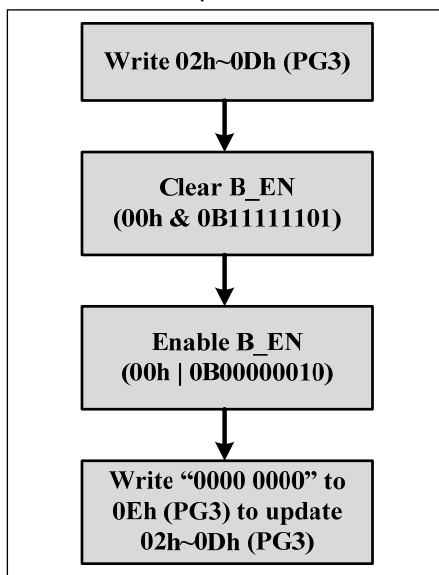 Write 02h~0Dh (PG3)
Clear B_EN
(00h & 0B11111101)
Enable B_EN
(00h | 0B00000010)
Write “0000 0000” to
0Eh (PG3) to update
02h~0Dh (PG3)